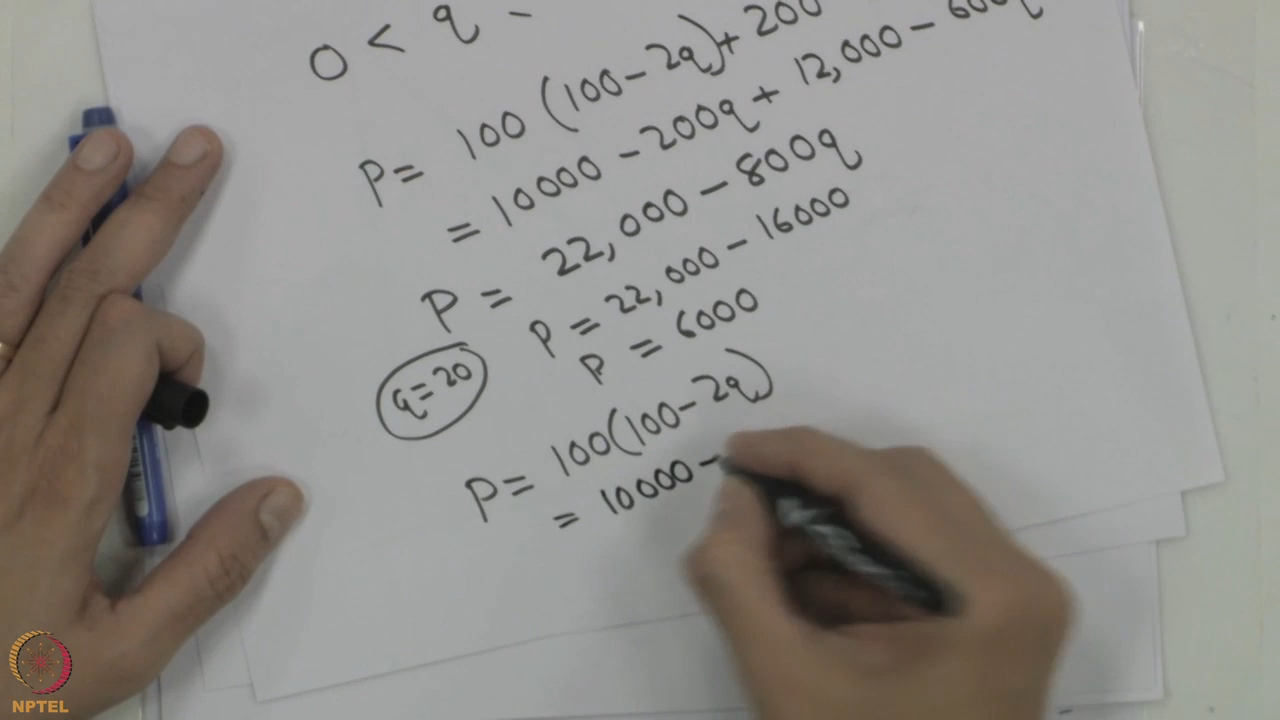 0 < q -
P = 100 (100 - 2q) + 200
= 10000 - 200q + 12,000 - 600q
P = 22,000 - 800q
P = 22,000 - 16000
P = 6000
q = 20
P = 100(100 - 2q)
= 10000 -
NPTEL